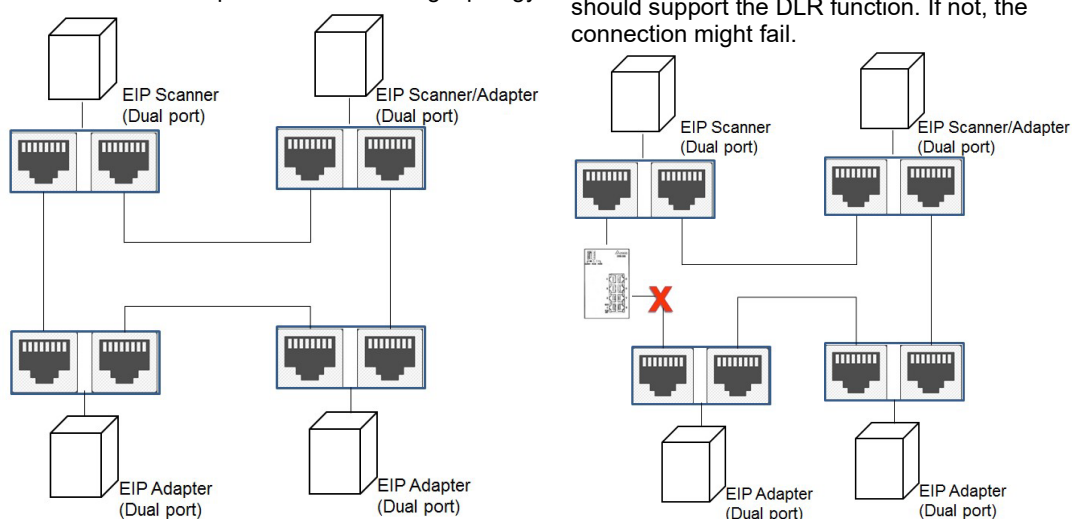 should support the DLR function. If not, the
connection might fail.
EIP Scanner
(Dual port)
EIP Scanner/Adapter
(Dual port)
EIP Adapter
(Dual port)
EIP Adapter
(Dual port)
EIP Scanner
(Dual port)
EIP Scanner/Adapter
(Dual port)
X
EIP Adapter
(Dual port)
EIP Adapter
(Dual port)